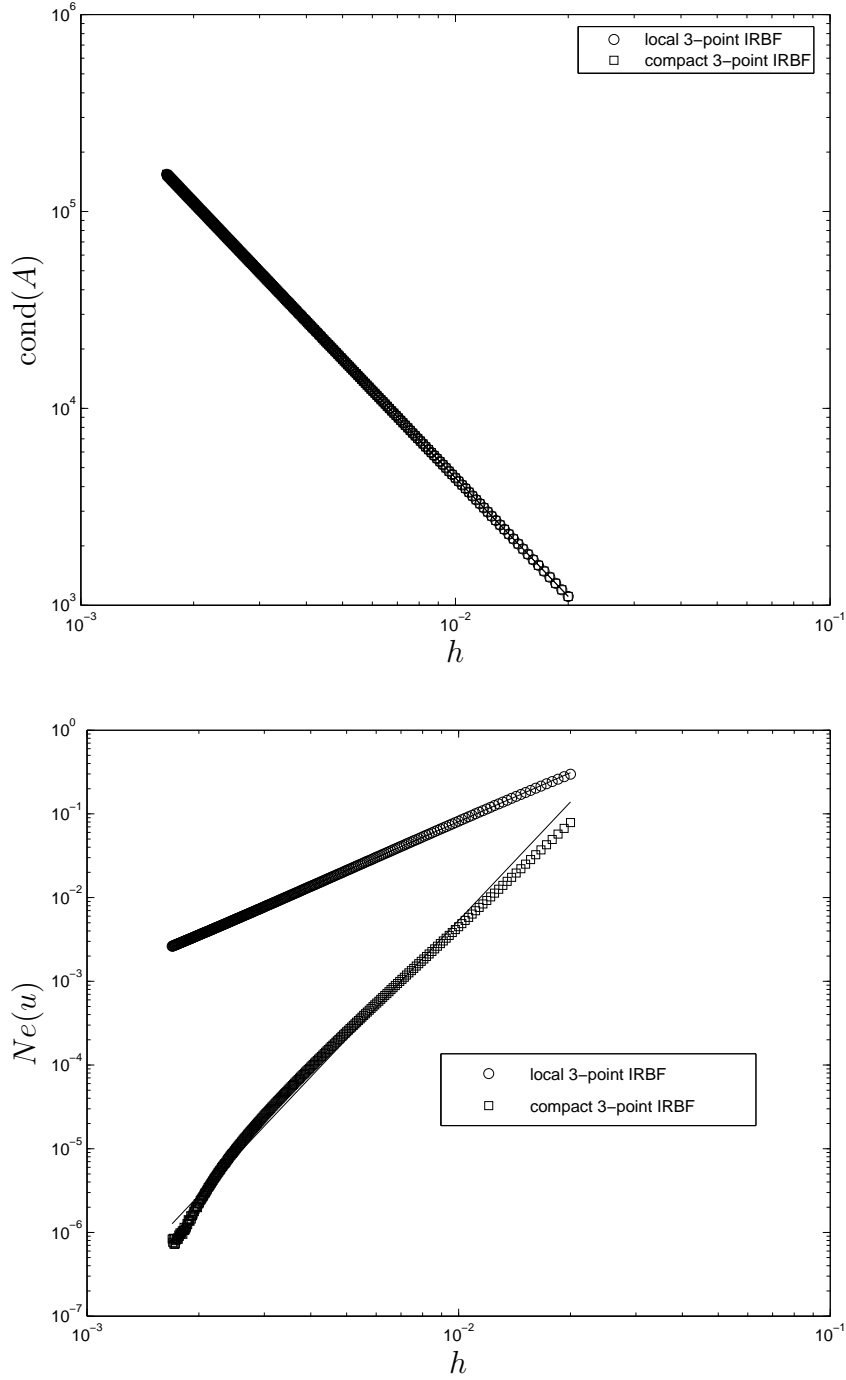 10^6
local 3−point IRBF
compact 3−point IRBF
10^5
cond(A)
10^4
10^3
10^−3
10^−2
10^−1
h
10^0
10^−1
10^−2
10^−3
Ne(u)
10^−4
local 3−point IRBF
compact 3−point IRBF
10^−5
10^−6
10^−7
10^−3
10^−2
10^−1
h